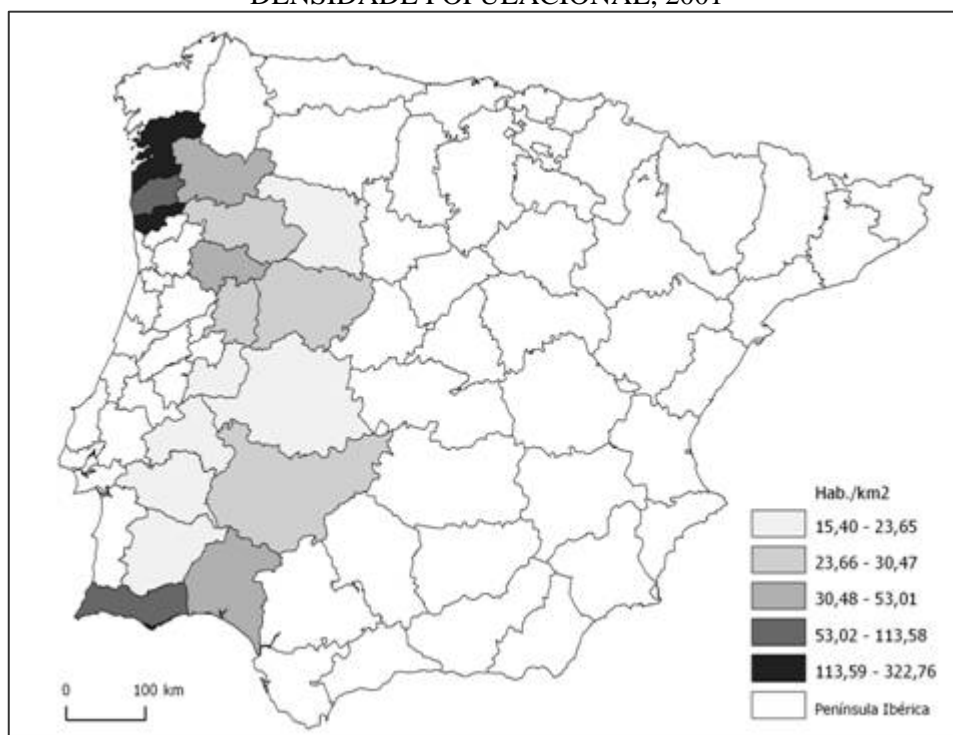 DENSIDADE POPULACIONAL, 2001
Hab./km2
15,40 - 23,65
23,66 - 30,47
30,48 - 53,01
53,02 - 113,58
113,59 - 322,76
Península Ibérica
0 100 km